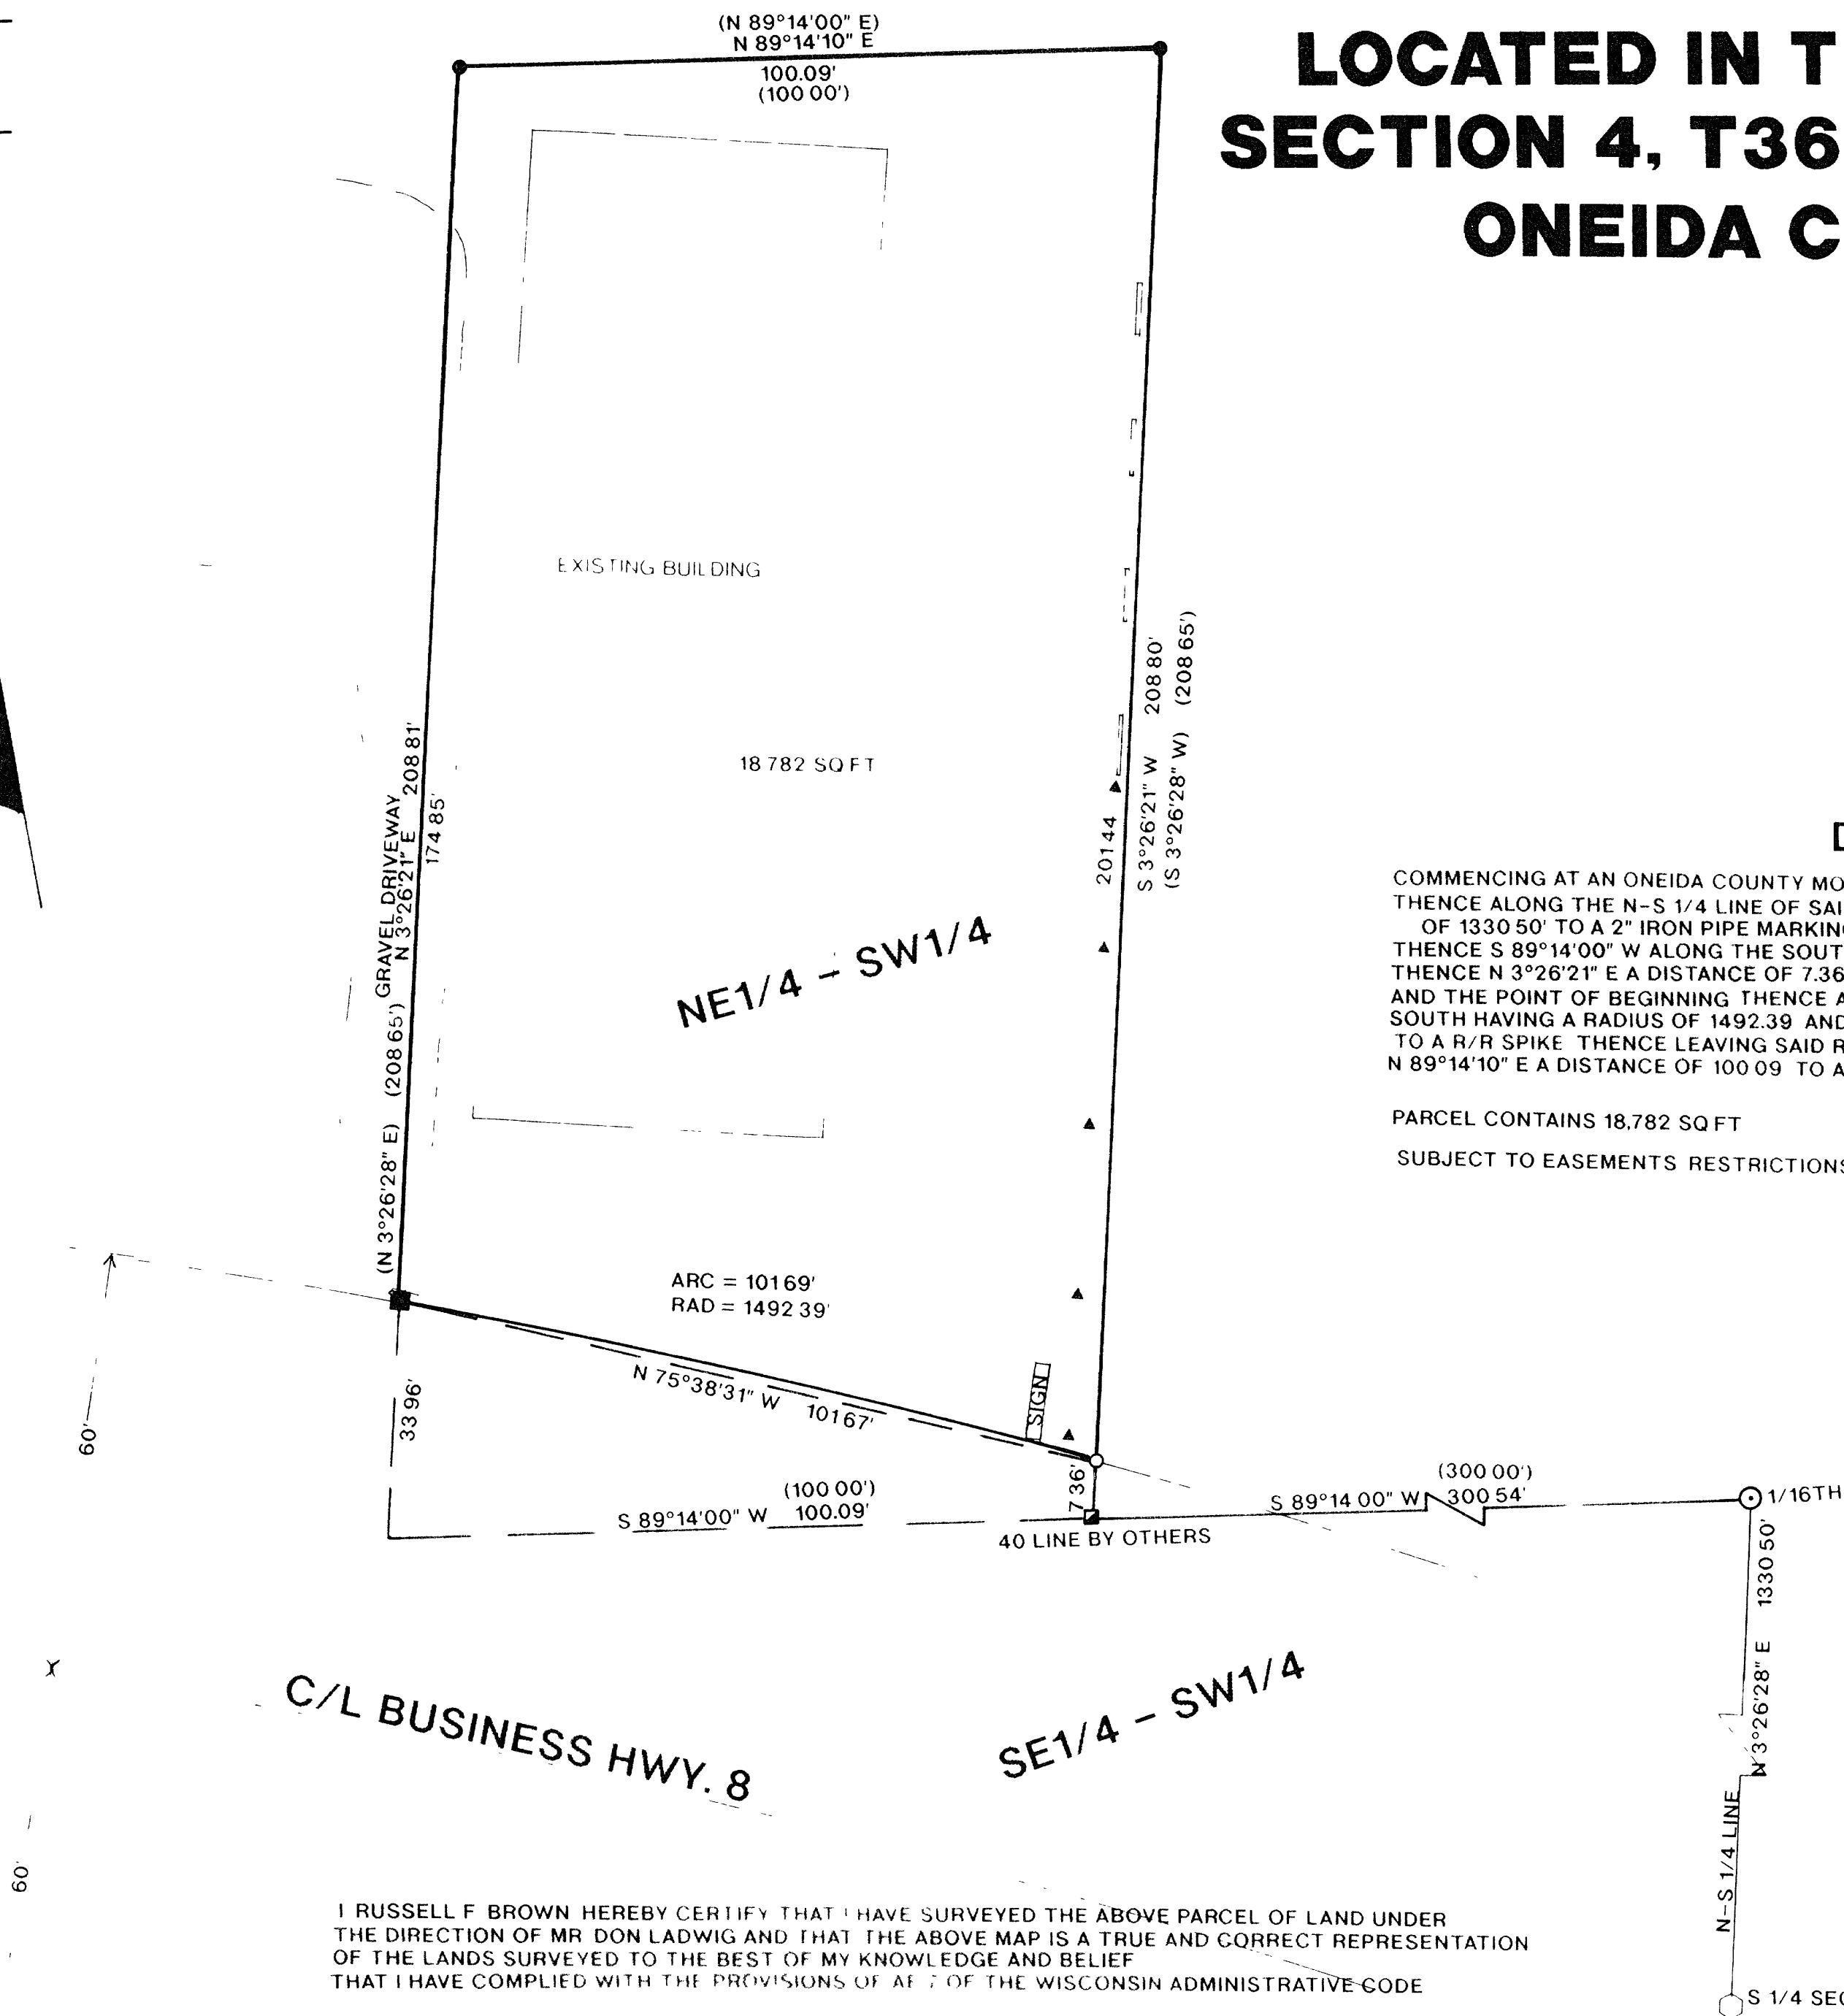 (N 89°14'00" E)
N 89°14'10" E
100.09'
(100 00')
LOCATED IN T
SECTION 4, T36
ONEIDA C
EXISTING BUILDING
18 782 SQ FT
208 81'
174 85'
GRAVEL DRIVEWAY
N 3°26'21" E
(208 65')
(N 3°26'28" E)
201 44
S 3°26'21" W 208 80'
(S 3°26'28" W) (208 65')
NE1/4 - SW1/4
D
COMMENCING AT AN ONEIDA COUNTY MO
THENCE ALONG THE N-S 1/4 LINE OF SAI
OF 1330 50' TO A 2" IRON PIPE MARKING
THENCE S 89°14'00" W ALONG THE SOUT
THENCE N 3°26'21" E A DISTANCE OF 7.36
AND THE POINT OF BEGINNING THENCE A
SOUTH HAVING A RADIUS OF 1492.39 AND
TO A R/R SPIKE THENCE LEAVING SAID R
N 89°14'10" E A DISTANCE OF 100 09 TO A
PARCEL CONTAINS 18,782 SQ FT
SUBJECT TO EASEMENTS RESTRICTIONS
ARC = 101 69'
RAD = 1492 39'
N 75°38'31" W 101 67'
SIGN
60'
33 96'
7 36'
(100 00')
S 89°14'00" W 100.09'
40 LINE BY OTHERS
(300 00')
S 89°14 00" W 300 54'
1/16TH
1330 50'
N 3°26'28" E
N-S 1/4 LINE
C/L BUSINESS HWY. 8
SE1/4 - SW1/4
60'
I RUSSELL F BROWN HEREBY CERTIFY THAT I HAVE SURVEYED THE ABOVE PARCEL OF LAND UNDER
THE DIRECTION OF MR DON LADWIG AND THAT THE ABOVE MAP IS A TRUE AND CORRECT REPRESENTATION
OF THE LANDS SURVEYED TO THE BEST OF MY KNOWLEDGE AND BELIEF
THAT I HAVE COMPLIED WITH THE PROVISIONS OF OF THE WISCONSIN ADMINISTRATIVE CODE
S 1/4 SEC